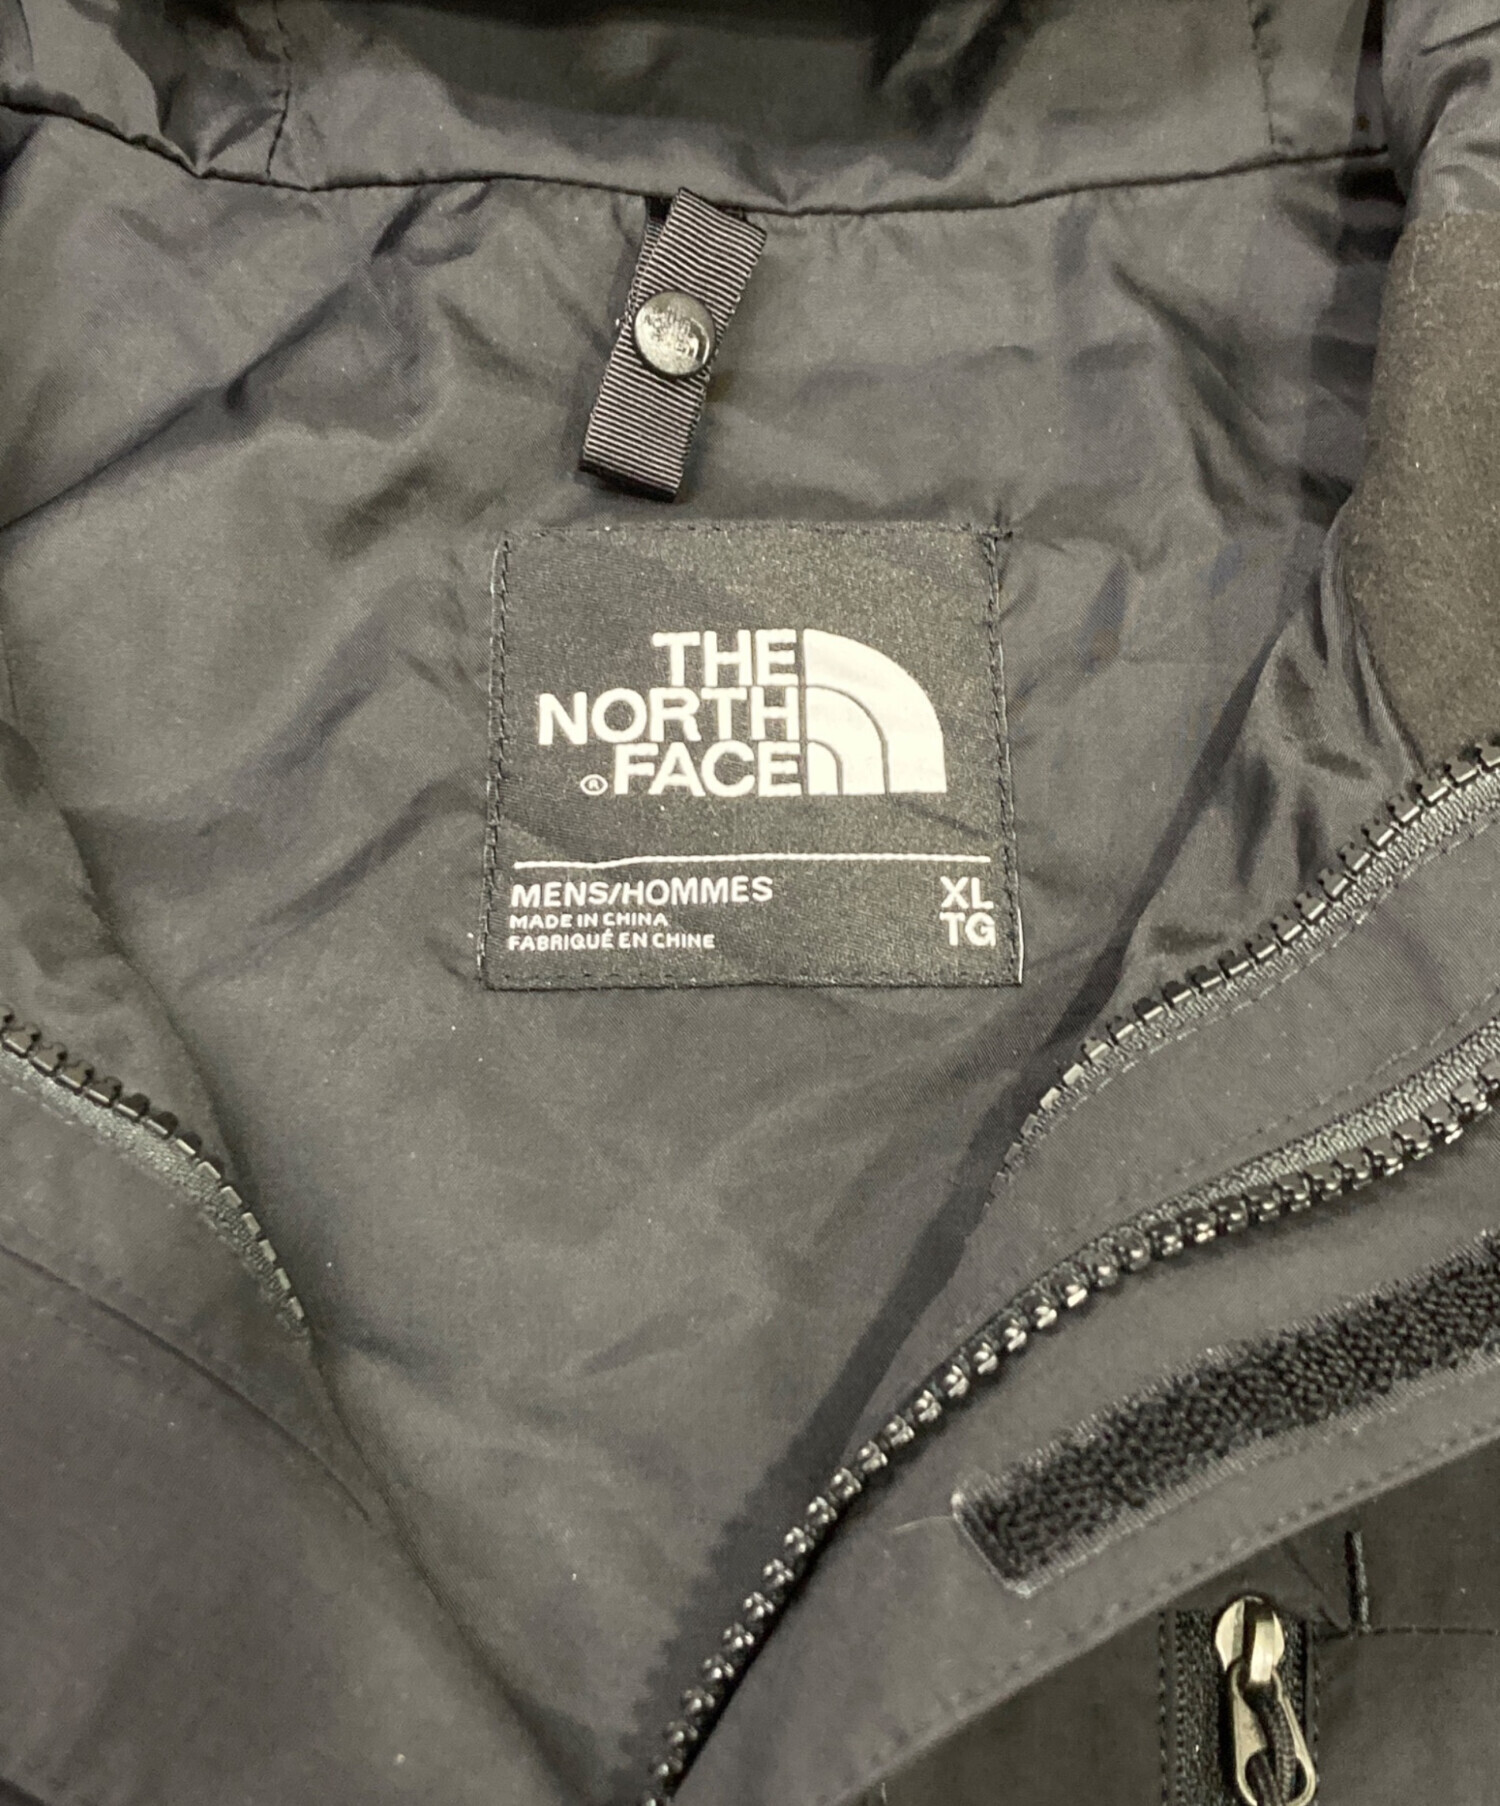 THE
NORTH
®FACE
MENS/HOMMES XL
MADE IN CHINA TG
FABRIQUÉ EN CHINE